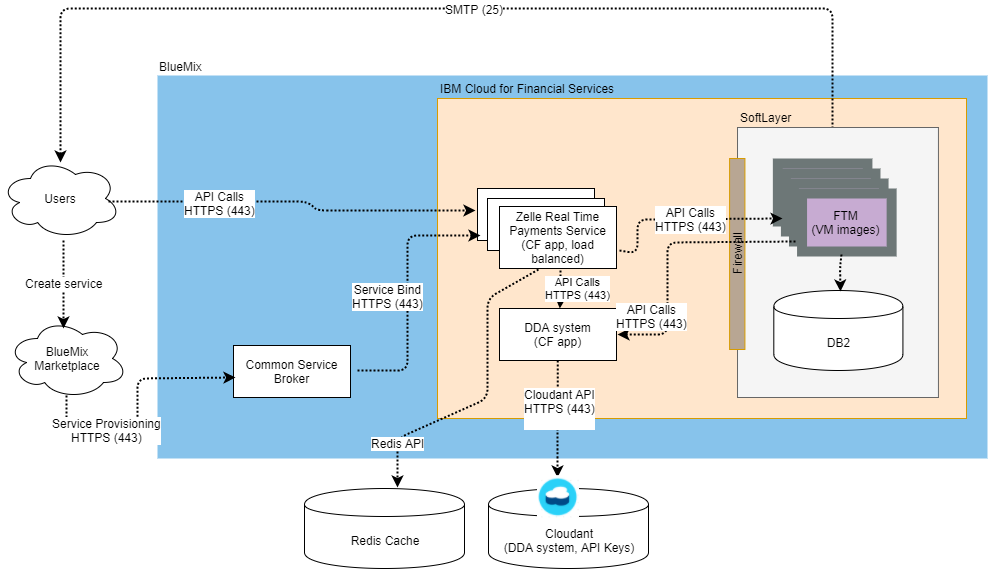 SMTP (25)
BlueMix
IBM Cloud for Financial Services
SoftLayer
Users
API Calls
HTTPS (443)
Zelle Real Time
Payments Service
(CF app, load
balanced)
API Calls
HTTPS (443)
Firewall
FTM
(VM images)
Create service
Service Bind
HTTPS (443)
API Calls
HTTPS (443)
API Calls
HTTPS (443)
DDA system
(CF app)
DB2
BlueMix
Marketplace
Common Service
Broker
Service Provisioning
HTTPS (443)
Cloudant API
HTTPS (443)
Redis API
Redis Cache
Cloudant
(DDA system, API Keys)